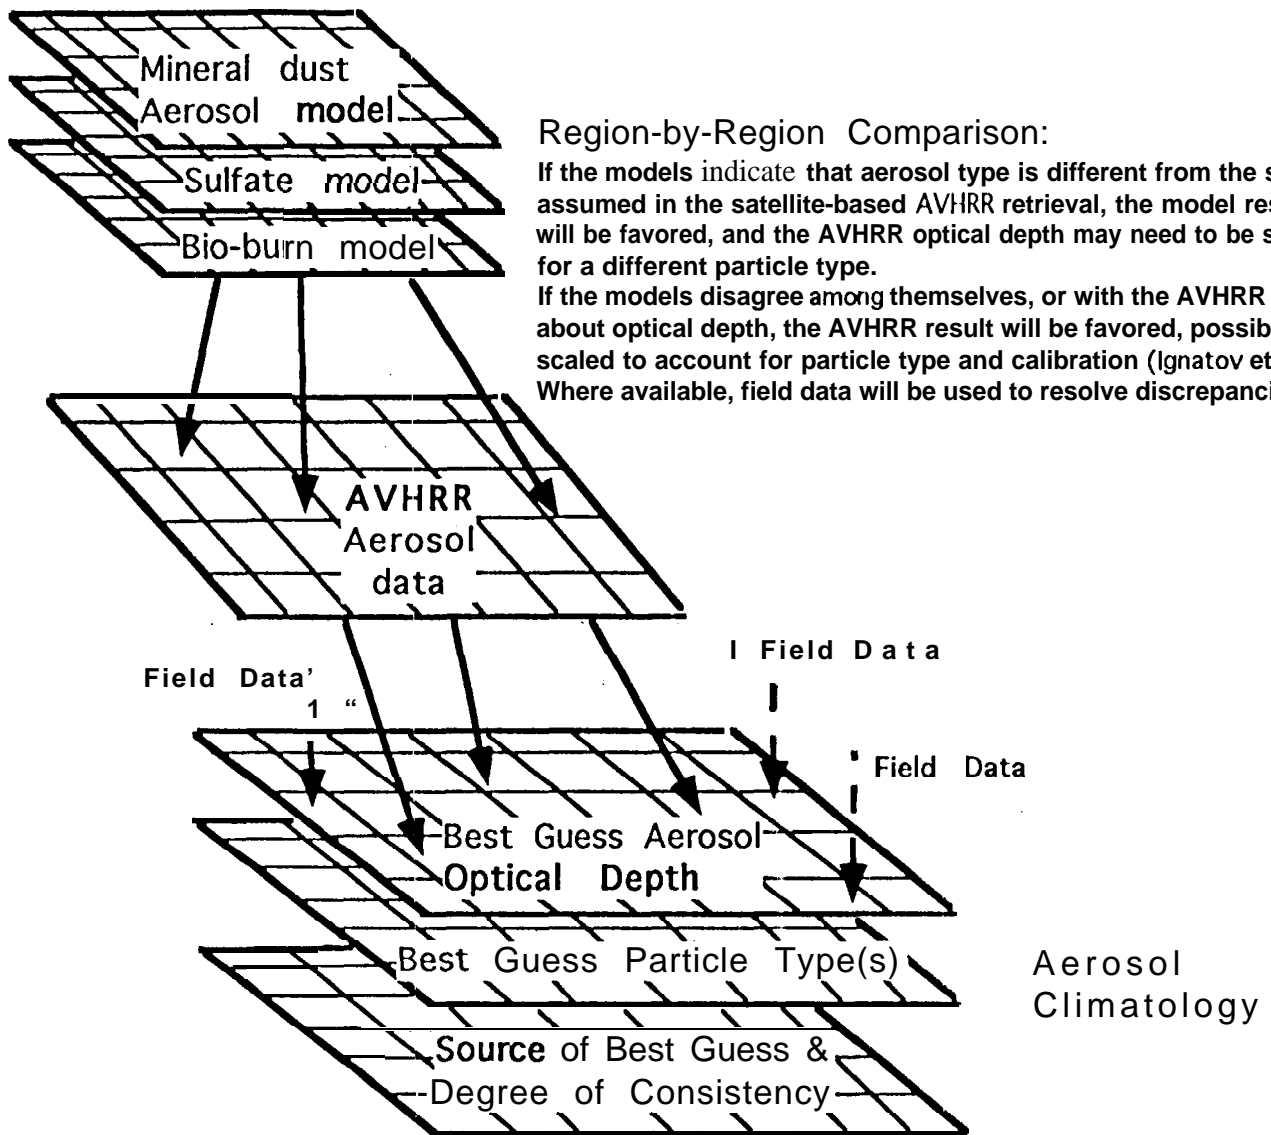 Mineral dust
Aerosol model
Sulfate model
Bio-burn model
Region-by-Region Comparison:
If the models indicate that aerosol type is different from the
assumed in the satellite-based AVHRR retrieval, the model
will be favored, and the AVHRR optical depth may need to be
for a different particle type.
If the models disagree among themselves, or with the AVHRR
about optical depth, the AVHRR result will be favored,
scaled to account for particle type and calibration (Ignatov et
Where available, field data will be used to resolve
AVHRR
Aerosol
data
Field Data'
1 “
I Field Data
Field Data
Best Guess Aerosol
Optical Depth
Best Guess Particle Type(s)
Source of Best Guess &
Degree of Consistency
Aerosol
Climatology